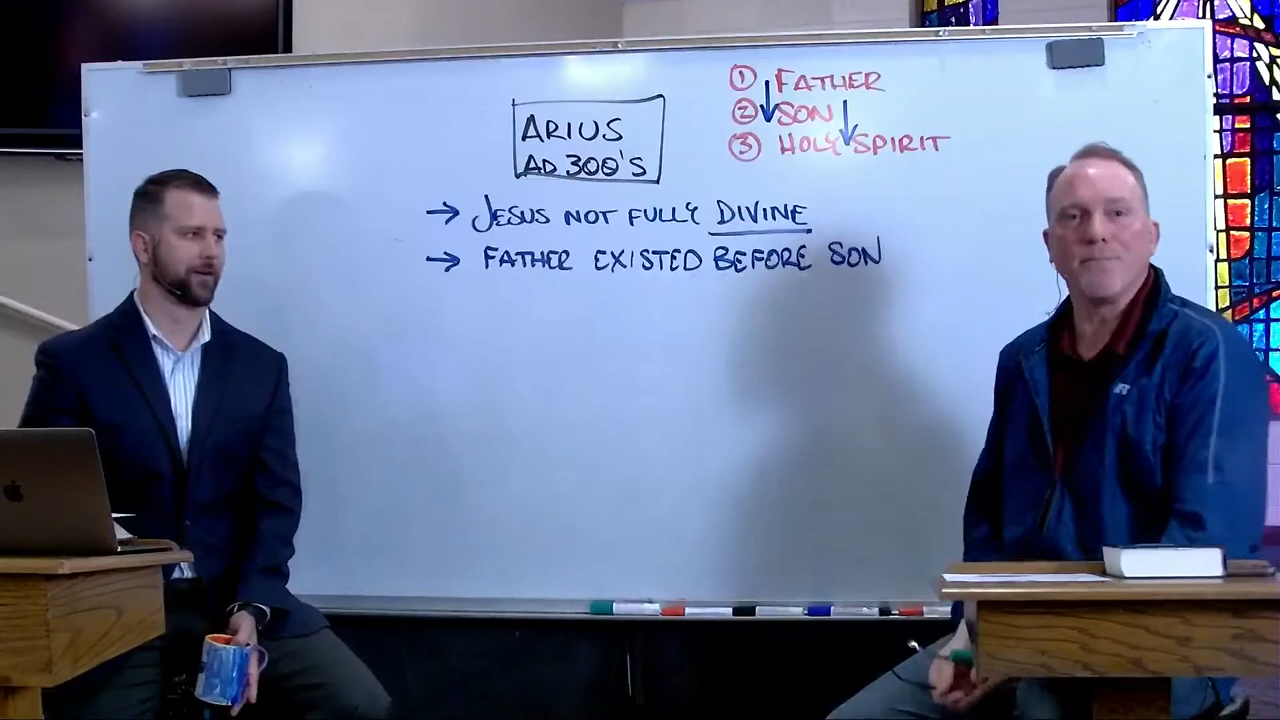 ① FATHER
② SON
③ HOLY SPIRIT
ARIUS
AD 300'S
→ JESUS NOT FULLY DIVINE
→ FATHER EXISTED BEFORE SON
R